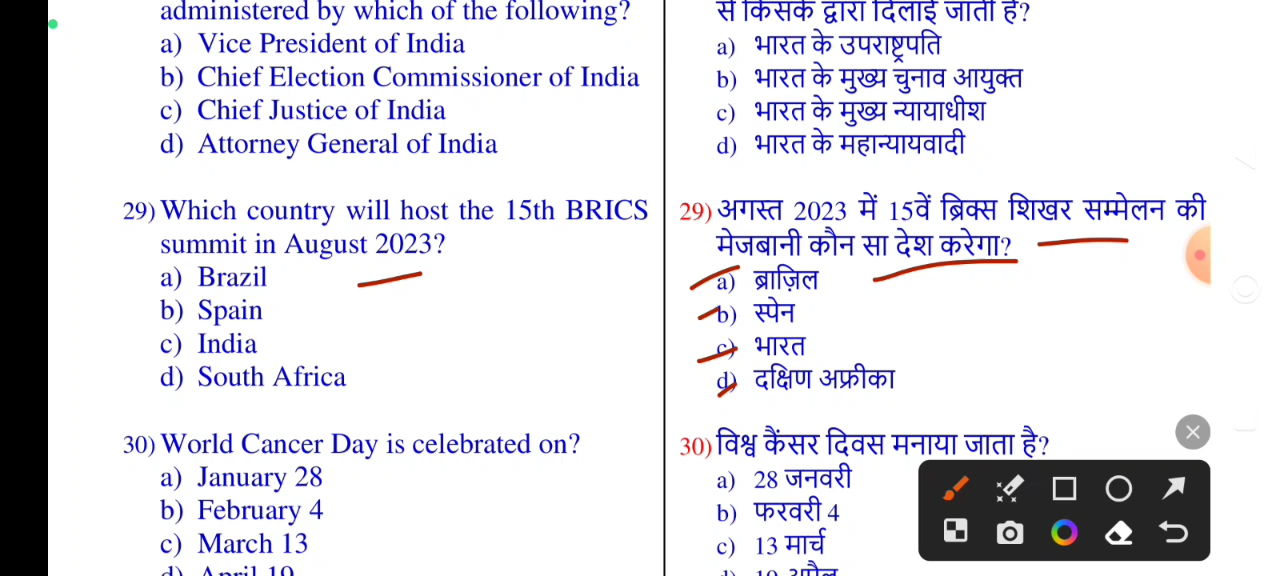 administered by which of the following?
a) Vice President of India
b) Chief Election Commissioner of India
c) Chief Justice of India
d) Attorney General of India
29) Which country will host the 15th BRICS
summit in August 2023?
a) Brazil
b) Spain
c) India
d) South Africa
30) World Cancer Day is celebrated on?
a) January 28
b) February 4
c) March 13
d) April 19
से किसके द्वारा दिलाई जाती है?
a) भारत के उपराष्ट्रपति
b) भारत के मुख्य चुनाव आयुक्त
c) भारत के मुख्य न्यायाधीश
d) भारत के महान्यायवादी
29) अगस्त 2023 में 15वें ब्रिक्स शिखर सम्मेलन की
मेजबानी कौन सा देश करेगा?
a) ब्राज़िल
b) स्पेन
c) भारत
d) दक्षिण अफ्रीका
30) विश्व कैंसर दिवस मनाया जाता है?
a) 28 जनवरी
b) फरवरी 4
c) 13 मार्च
d) 19 अप्रैल